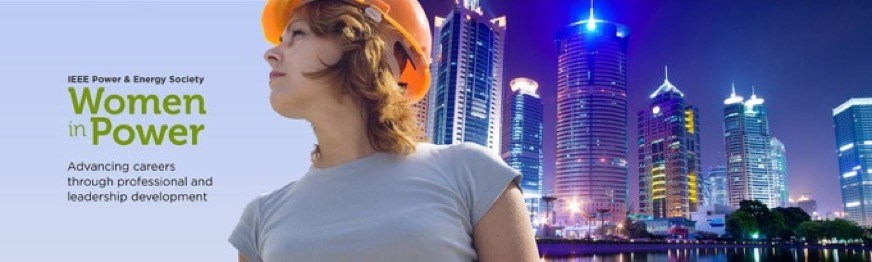 IEEE Power & Energy Society
Women
in Power
Advancing careers
through professional and
leadership development